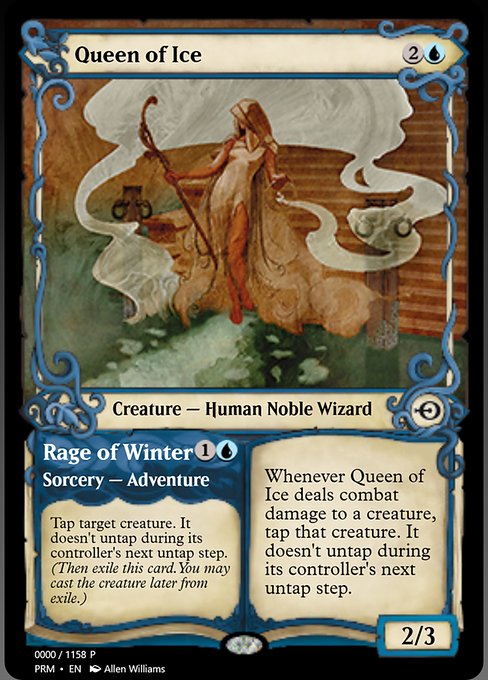 Queen of Ice 2
Creature — Human Noble Wizard
Rage of Winter 1
Sorcery — Adventure
Tap target creature. It
doesn't untap during its
controller's next untap step.
(Then exile this card. You may
cast the creature later from
exile.)
Whenever Queen of
Ice deals combat
damage to a creature,
tap that creature. It
doesn't untap during
its controller's next
untap step.
2/3
0000 / 1158 P
PRM • EN Allen Williams